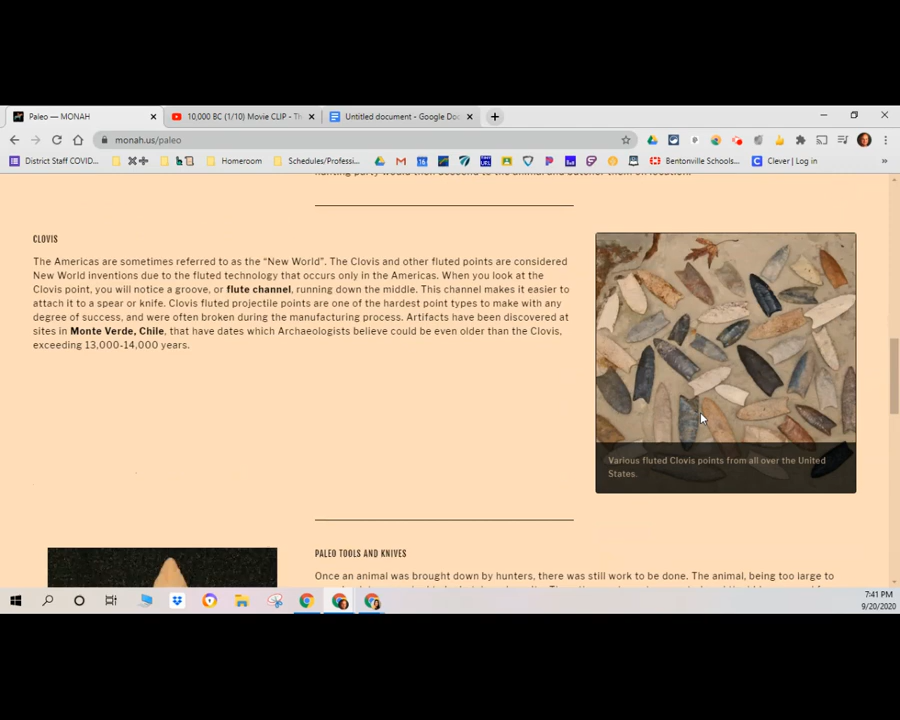 Paleo — MONAH
10,000 BC (1/10) Movie CLIP - Th
Untitled document - Google Doc
monah.us/paleo
District Staff COVID...
Homeroom
Schedules/Professi...
Bentonville Schools...
Clever | Log in
CLOVIS
The Americas are sometimes referred to as the “New World”. The Clovis and other fluted points are considered
New World inventions due to the fluted technology that occurs only in the Americas. When you look at the
Clovis point, you will notice a groove, or flute channel, running down the middle. This channel makes it easier to
attach it to a spear or knife. Clovis fluted projectile points are one of the hardest point types to make with any
degree of success, and were often broken during the manufacturing process. Artifacts have been discovered at
sites in Monte Verde, Chile, that have dates which Archaeologists believe could be even older than the Clovis,
exceeding 13,000-14,000 years.
Various fluted Clovis points from all over the United
States.
PALEO TOOLS AND KNIVES
Once an animal was brought down by hunters, there was still work to be done. The animal, being too large to
7:41 PM
9/20/2020